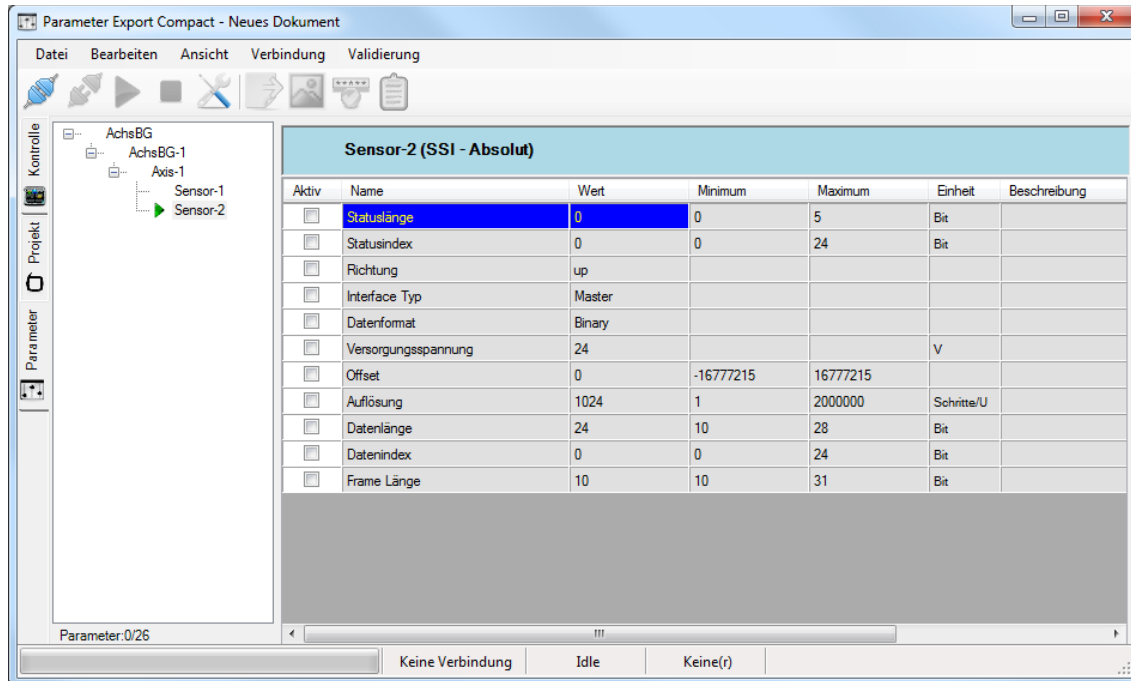 Parameter Export Compact - Neues Dokument
Datei Bearbeiten Ansicht Verbindung Validierung
Kontrolle
Projekt
Parameter
AchsBG
AchsBG-1
Axis-1
Sensor-1
Sensor-2
Parameter:0/26
Sensor-2 (SSI - Absolut)
Aktiv Name Wert Minimum Maximum Einheit Beschreibung
Statuslänge 0 0 5 Bit
Statusindex 0 0 24 Bit
Richtung up
Interface Typ Master
Datenformat Binary
Versorgungsspannung 24 V
Offset 0 -16777215 16777215
Auflösung 1024 1 2000000 Schritte/U
Datenlänge 24 10 28 Bit
Datenindex 0 0 24 Bit
Frame Länge 10 10 31 Bit
Keine Verbindung Idle Keine(r)